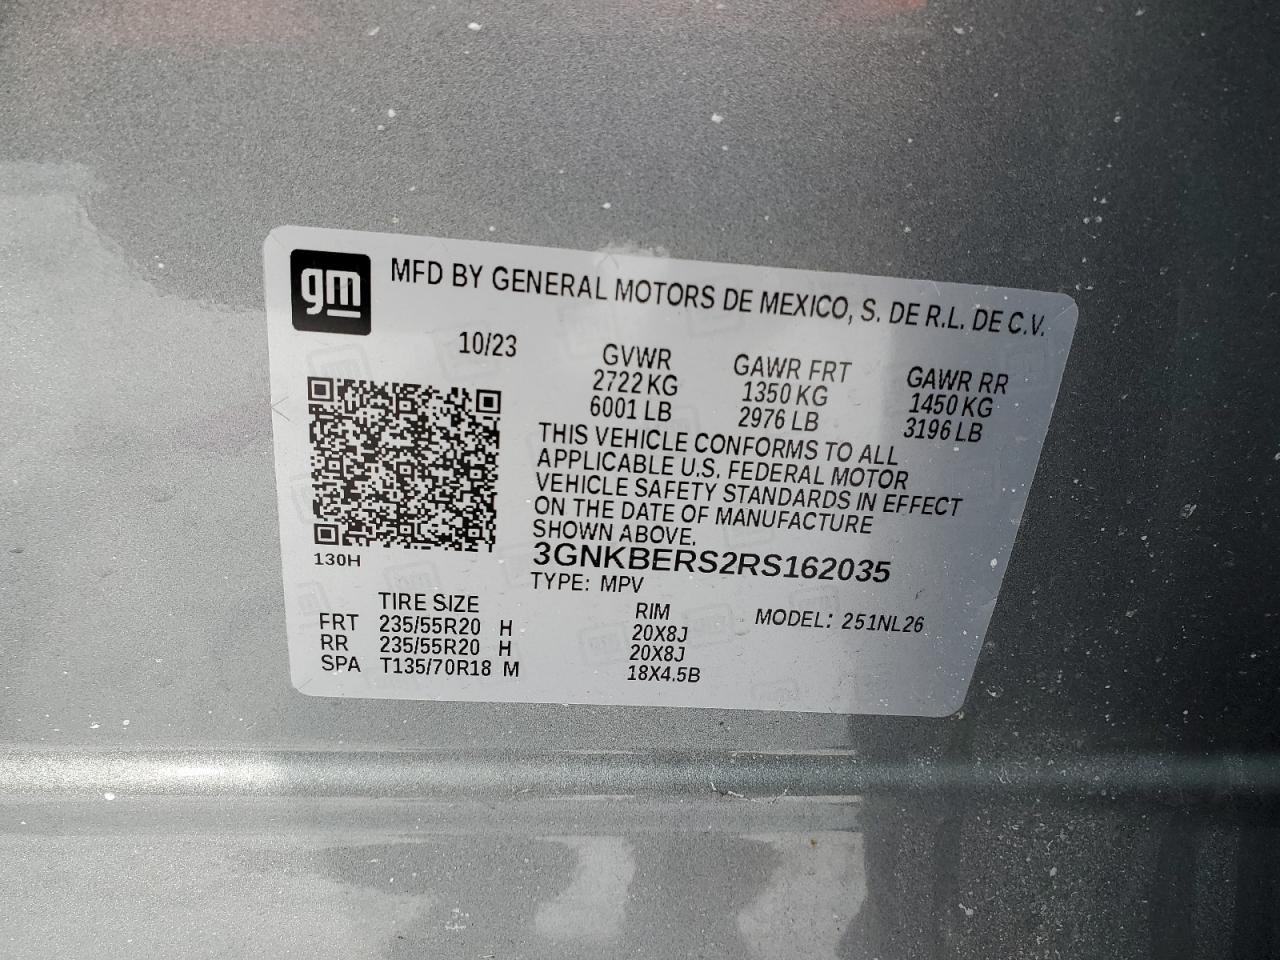 gm
MFD BY GENERAL MOTORS DE MEXICO, S. DE R.L. DE C.V.
10/23
GVWR GAWR FRT GAWR RR
2722 KG 1350 KG 1450 KG
6001 LB 2976 LB 3196 LB
THIS VEHICLE CONFORMS TO ALL
APPLICABLE U.S. FEDERAL MOTOR
VEHICLE SAFETY STANDARDS IN EFFECT
ON THE DATE OF MANUFACTURE
SHOWN ABOVE.
130H
3GNKBERS2RS162035
TYPE: MPV
TIRE SIZE RIM MODEL: 251NL26
FRT 235/55R20 H 20X8J
RR 235/55R20 H 20X8J
SPA T135/70R18 M 18X4.5B